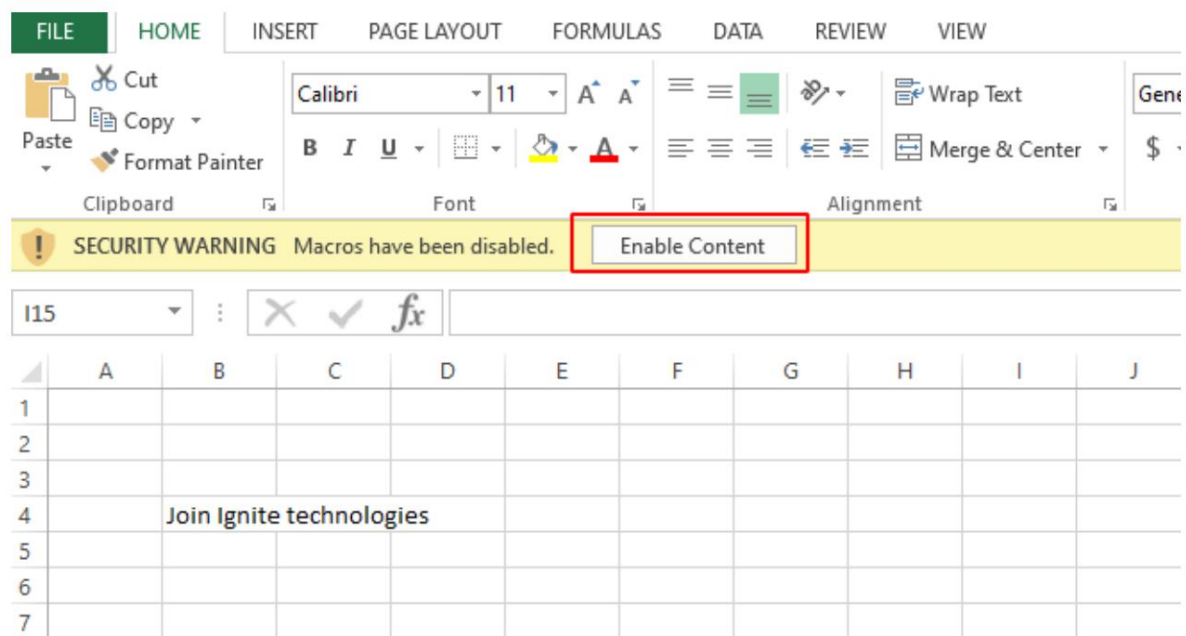 FILE HOME INSERT PAGE LAYOUT FORMULAS DATA REVIEW VIEW
Cut
Copy
Paste
Format Painter
Clipboard
Calibri 11 A A
B I U A
Font
Wrap Text
Merge & Center
Alignment
Gene
$
SECURITY WARNING Macros have been disabled. Enable Content
I15 fx
A B C D E F G H I J
1
2
3
4 Join Ignite technologies
5
6
7